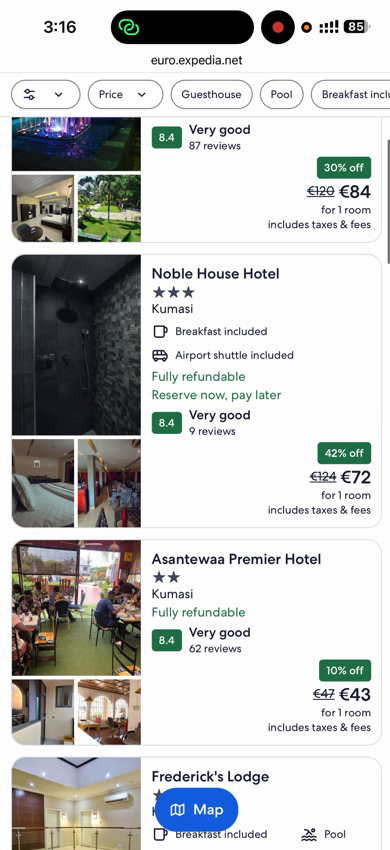 3:16
85
euro.expedia.net
Price
Guesthouse
Pool
Breakfast inclu
8.4 Very good
87 reviews
30% off
€120 €84
for 1 room
includes taxes & fees
Noble House Hotel
Kumasi
Breakfast included
Airport shuttle included
Fully refundable
Reserve now, pay later
8.4 Very good
9 reviews
42% off
€124 €72
for 1 room
includes taxes & fees
Asantewaa Premier Hotel
Kumasi
Fully refundable
8.4 Very good
62 reviews
10% off
€47 €43
for 1 room
includes taxes & fees
Frederick's Lodge
Map
Breakfast included
Pool